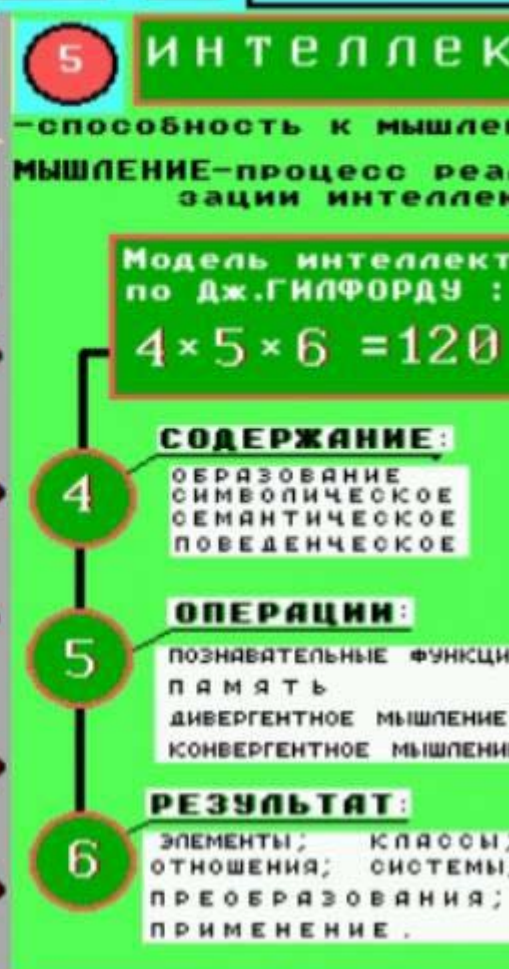 5
интеллек
-способность к мышлен
МЫШЛЕНИЕ-процесс реал
зации интеллек
Модель интеллект
по Дж.ГИЛФОРДУ :
4×5×6 =120
4
СОДЕРЖАНИЕ:
ОБРАЗОВАНИЕ
СИМВОЛИЧЕСКОЕ
СЕМАНТИЧЕСКОЕ
ПОВЕДЕНЧЕСКОЕ
5
ОПЕРАЦИИ:
ПОЗНАВАТЕЛЬНЫЕ ФУНКЦИ
ПАМЯТЬ
ДИВЕРГЕНТНОЕ МЫШЛЕНИЕ
КОНВЕРГЕНТНОЕ МЫШЛЕНИ
6
РЕЗУЛЬТАТ:
ЭЛЕМЕНТЫ; КЛАССЫ;
ОТНОШЕНИЯ; СИСТЕМЫ;
ПРЕОБРАЗОВАНИЯ;
ПРИМЕНЕНИЕ.